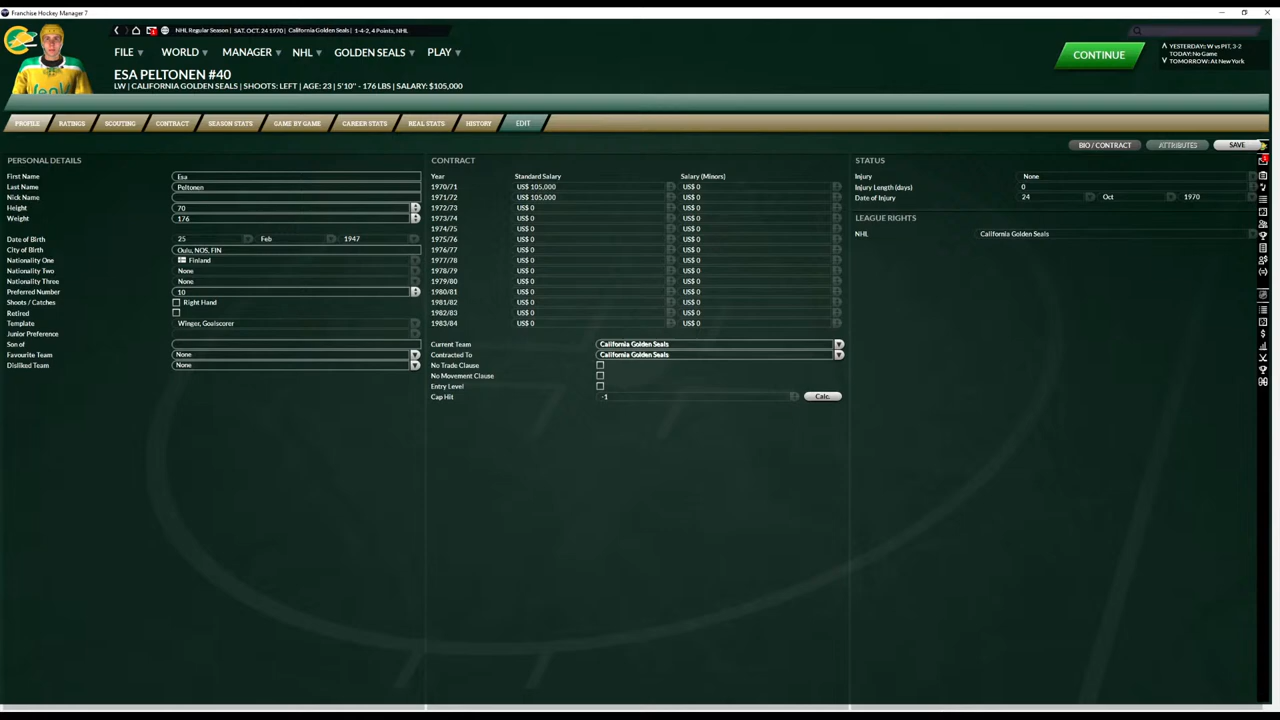 Franchise Hockey Manager 7
NHL Regular Season | SAT. OCT. 24 1970 | California Golden Seals | 1-4-2, 4 Points, NHL
FILE WORLD MANAGER NHL GOLDEN SEALS PLAY
CONTINUE
YESTERDAY: W vs PIT, 3-2
TODAY: No Game
TOMORROW: At New York
ESA PELTONEN #40
LW | CALIFORNIA GOLDEN SEALS | SHOOTS: LEFT | AGE: 23 | 5'10" - 176 LBS | SALARY: $105,000
PROFILE RATINGS SCOUTING CONTRACT SEASON STATS GAME BY GAME CAREER STATS REAL STATS HISTORY EDIT
BIO / CONTRACT ATTRIBUTES SAVE
PERSONAL DETAILS
First Name Esa
Last Name Peltonen
Nick Name
Height 70
Weight 176
Date of Birth 25 Feb 1947
City of Birth Oulu, NOS, FIN
Nationality One Finland
Nationality Two None
Nationality Three None
Preferred Number 10
Shoots / Catches Right Hand
Retired
Template Winger, Goalscorer
Junior Preference
Son of
Favourite Team None
Disliked Team None
CONTRACT
Year Standard Salary Salary (Minors)
1970/71 US$ 105,000 US$ 0
1971/72 US$ 105,000 US$ 0
1972/73 US$ 0 US$ 0
1973/74 US$ 0 US$ 0
1974/75 US$ 0 US$ 0
1975/76 US$ 0 US$ 0
1976/77 US$ 0 US$ 0
1977/78 US$ 0 US$ 0
1978/79 US$ 0 US$ 0
1979/80 US$ 0 US$ 0
1980/81 US$ 0 US$ 0
1981/82 US$ 0 US$ 0
1982/83 US$ 0 US$ 0
1983/84 US$ 0 US$ 0
Current Team California Golden Seals
Contracted To California Golden Seals
No Trade Clause
No Movement Clause
Entry Level
Cap Hit -1 Calc.
STATUS
Injury None
Injury Length (days) 0
Date of Injury 24 Oct 1970
LEAGUE RIGHTS
NHL California Golden Seals